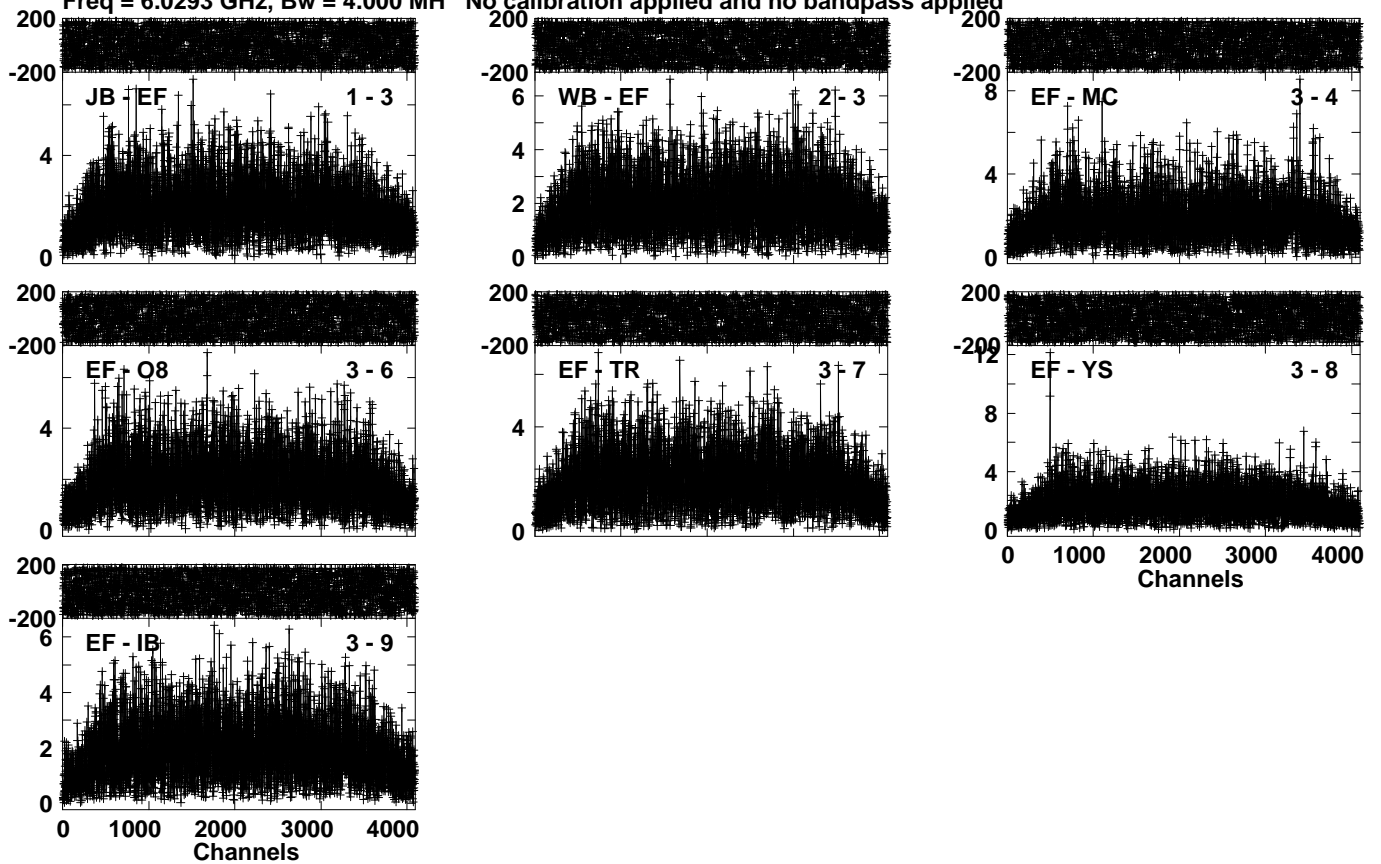 Freq = 6.0293 GHz, Bw = 4.000 MH No calibration applied and no bandpass applied
200
-200
JB - EF 1 - 3
4
0
200
-200
WB - EF 2 - 3
6
4
2
0
200
-200
EF - MC 3 - 4
8
4
0
200
-200
EF - O8 3 - 6
4
0
200
-200
EF - TR 3 - 7
4
0
200
-200
EF - YS 3 - 8
12
8
4
0
0 1000 2000 3000 4000
Channels
200
-200
EF - IB 3 - 9
6
4
2
0
0 1000 2000 3000 4000
Channels